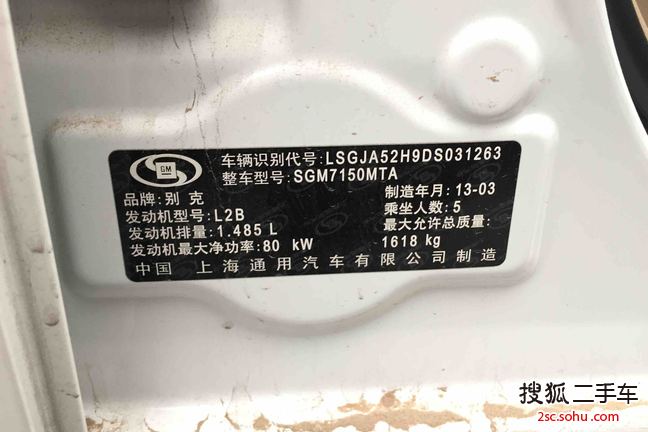 GM
车辆识别代号: LSGJA52H9DS031263
整车型号: SGM7150MTA
品牌: 别 克
制造年月: 13-03
发动机型号: L2B
乘坐人数: 5
发动机排量: 1.485 L
最大允许总质量:
发动机最大净功率: 80 kW
1618 kg
中国 上海通用汽车有限公司制造
搜狐 二手车
2sc.sohu.com